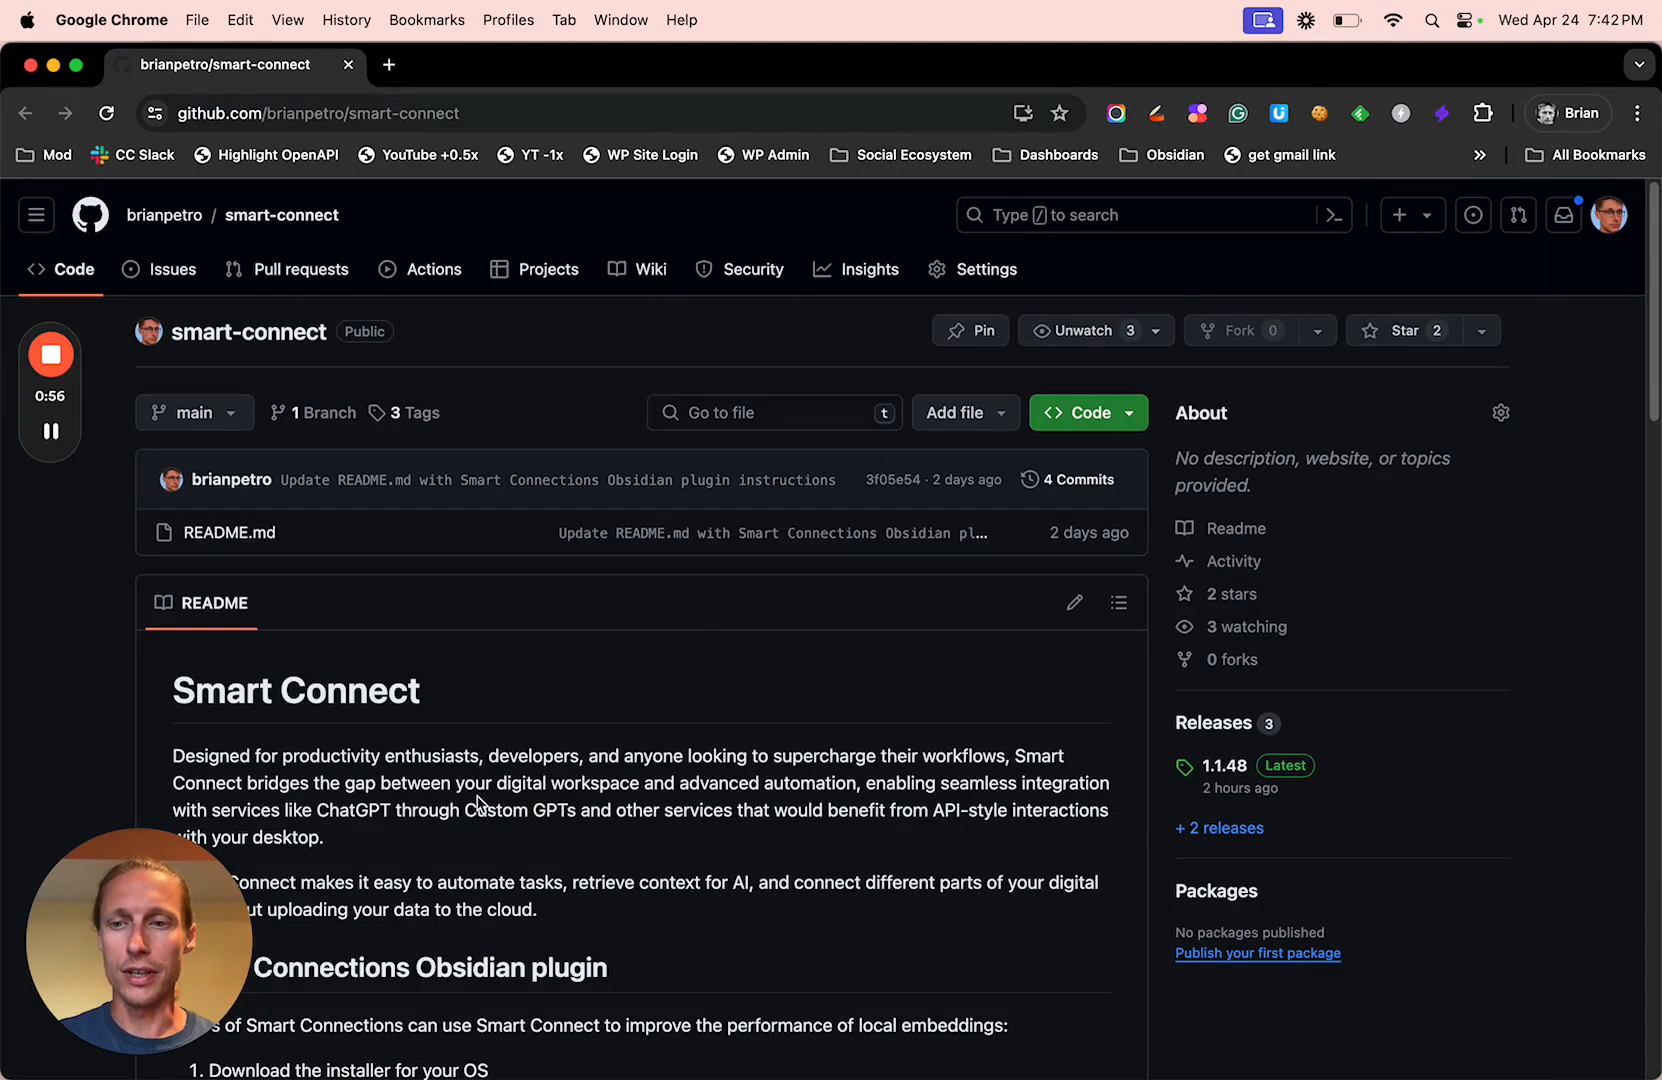 Google Chrome File Edit View History Bookmarks Profiles Tab Window Help Wed Apr 24 7:42 PM
brianpetro/smart-connect
github.com/brianpetro/smart-connect Brian
Mod CC Slack Highlight OpenAPI YouTube +0.5x YT -1x WP Site Login WP Admin Social Ecosystem Dashboards Obsidian get gmail link » All Bookmarks
brianpetro / smart-connect Type / to search
Code Issues Pull requests Actions Projects Wiki Security Insights Settings
smart-connect Public Pin Unwatch 3 Fork 0 Star 2
0:56
main 1 Branch 3 Tags Go to file t Add file <> Code
About
No description, website, or topics
provided.
brianpetro Update README.md with Smart Connections Obsidian plugin instructions 3f05e54 · 2 days ago 4 Commits
README.md Update README.md with Smart Connections Obsidian pl... 2 days ago
Readme
Activity
2 stars
3 watching
0 forks
README
Smart Connect
Designed for productivity enthusiasts, developers, and anyone looking to supercharge their workflows, Smart
Connect bridges the gap between your digital workspace and advanced automation, enabling seamless integration
with services like ChatGPT through Custom GPTs and other services that would benefit from API-style interactions
with your desktop.
Connect makes it easy to automate tasks, retrieve context for AI, and connect different parts of your digital
uploading your data to the cloud.
Connections Obsidian plugin
of Smart Connections can use Smart Connect to improve the performance of local embeddings:
1. Download the installer for your OS
Releases 3
1.1.48 Latest
2 hours ago
+ 2 releases
Packages
No packages published
Publish your first package